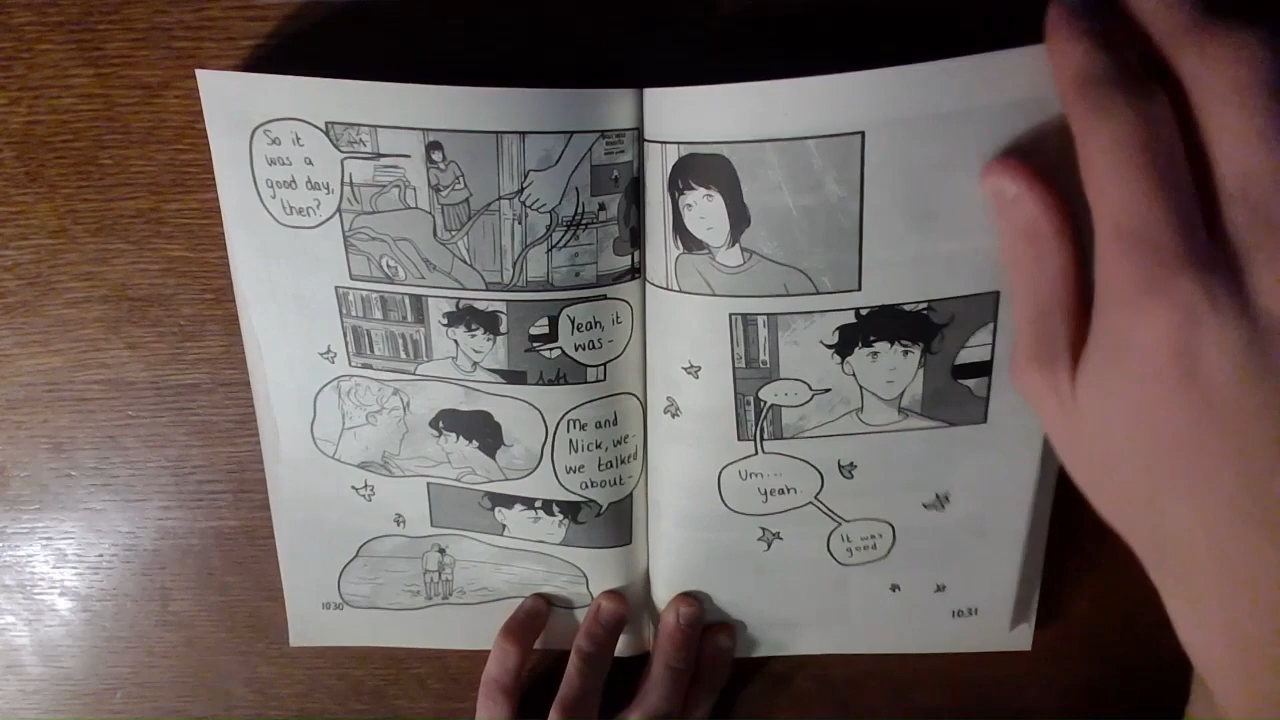 So it
was a
good day,
then?
Yeah, it
was-
Me and
Nick, we-
we talked
about-
1030
...
Um...
yeah.
It was
good
1031